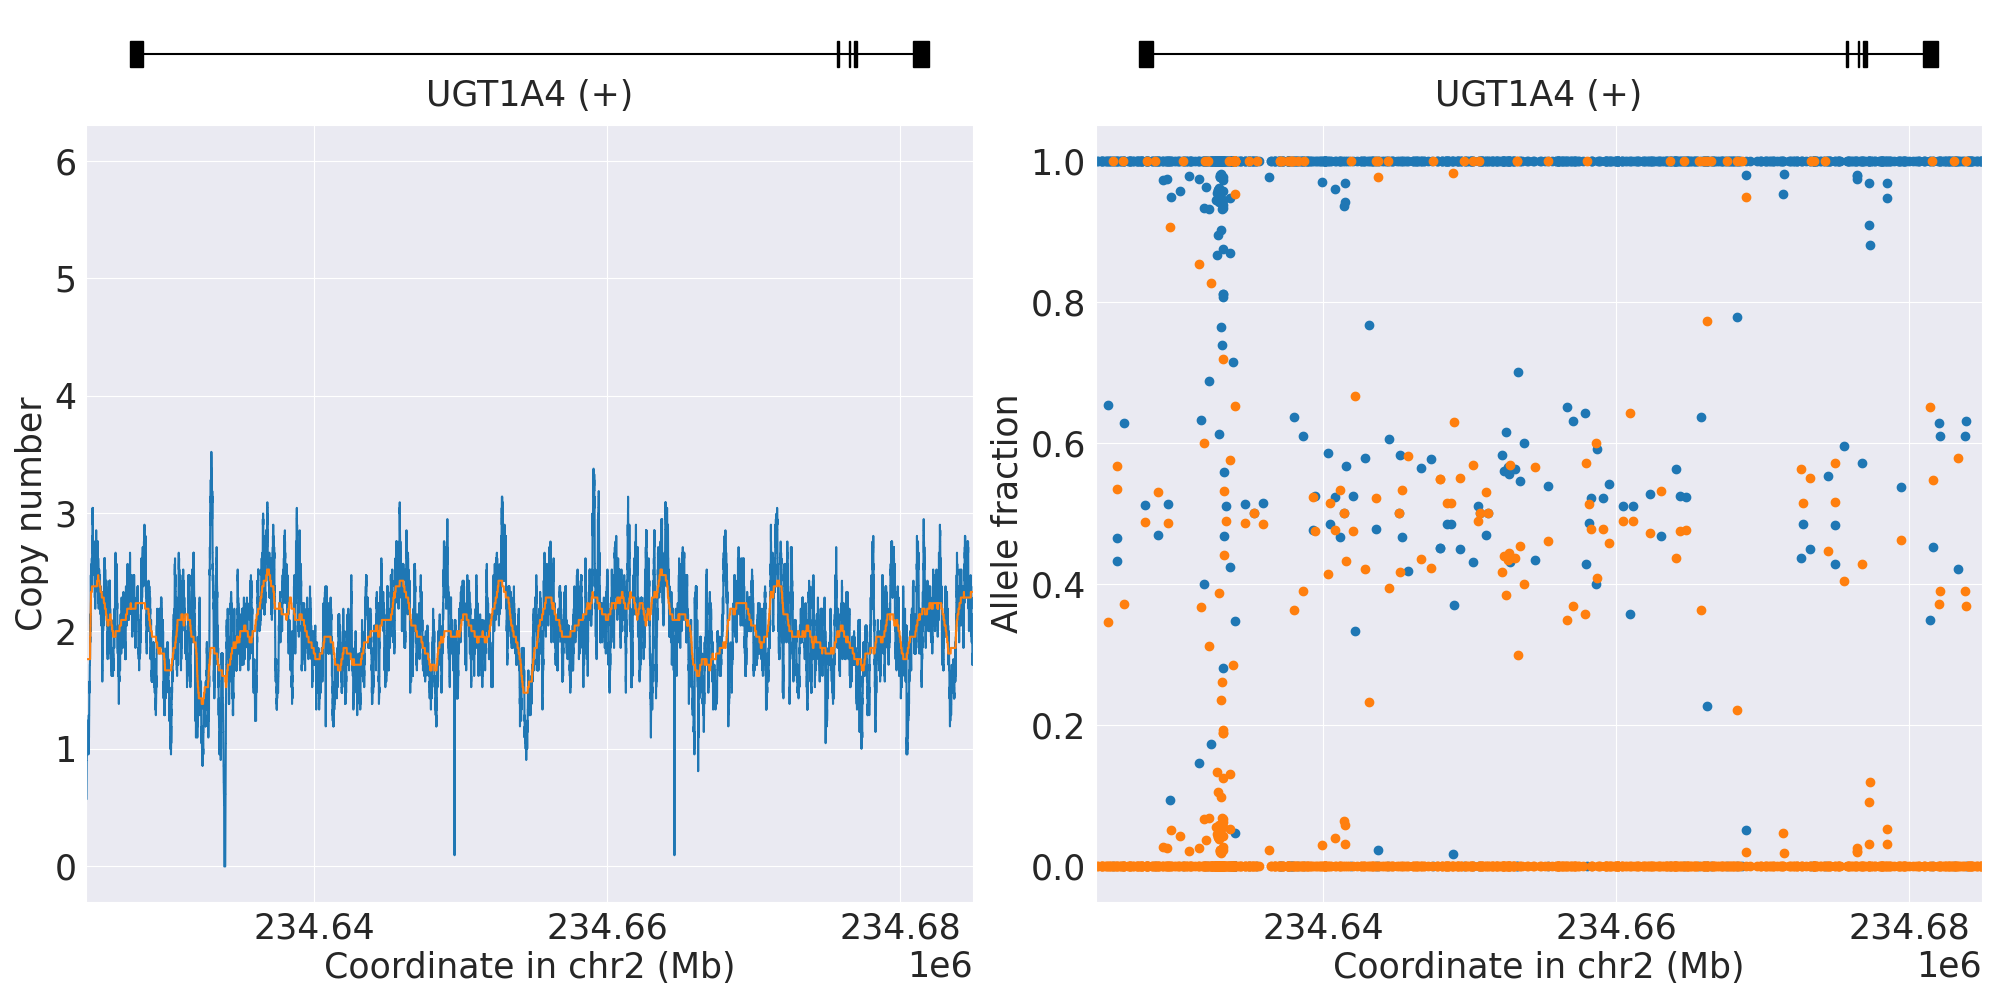 UGT1A4 (+)
6
5
4
3
2
1
0
Copy number
234.64 234.66 234.68
1e6
Coordinate in chr2 (Mb)
UGT1A4 (+)
1.0
0.8
0.6
0.4
0.2
0.0
Allele fraction
234.64 234.66 234.68
1e6
Coordinate in chr2 (Mb)